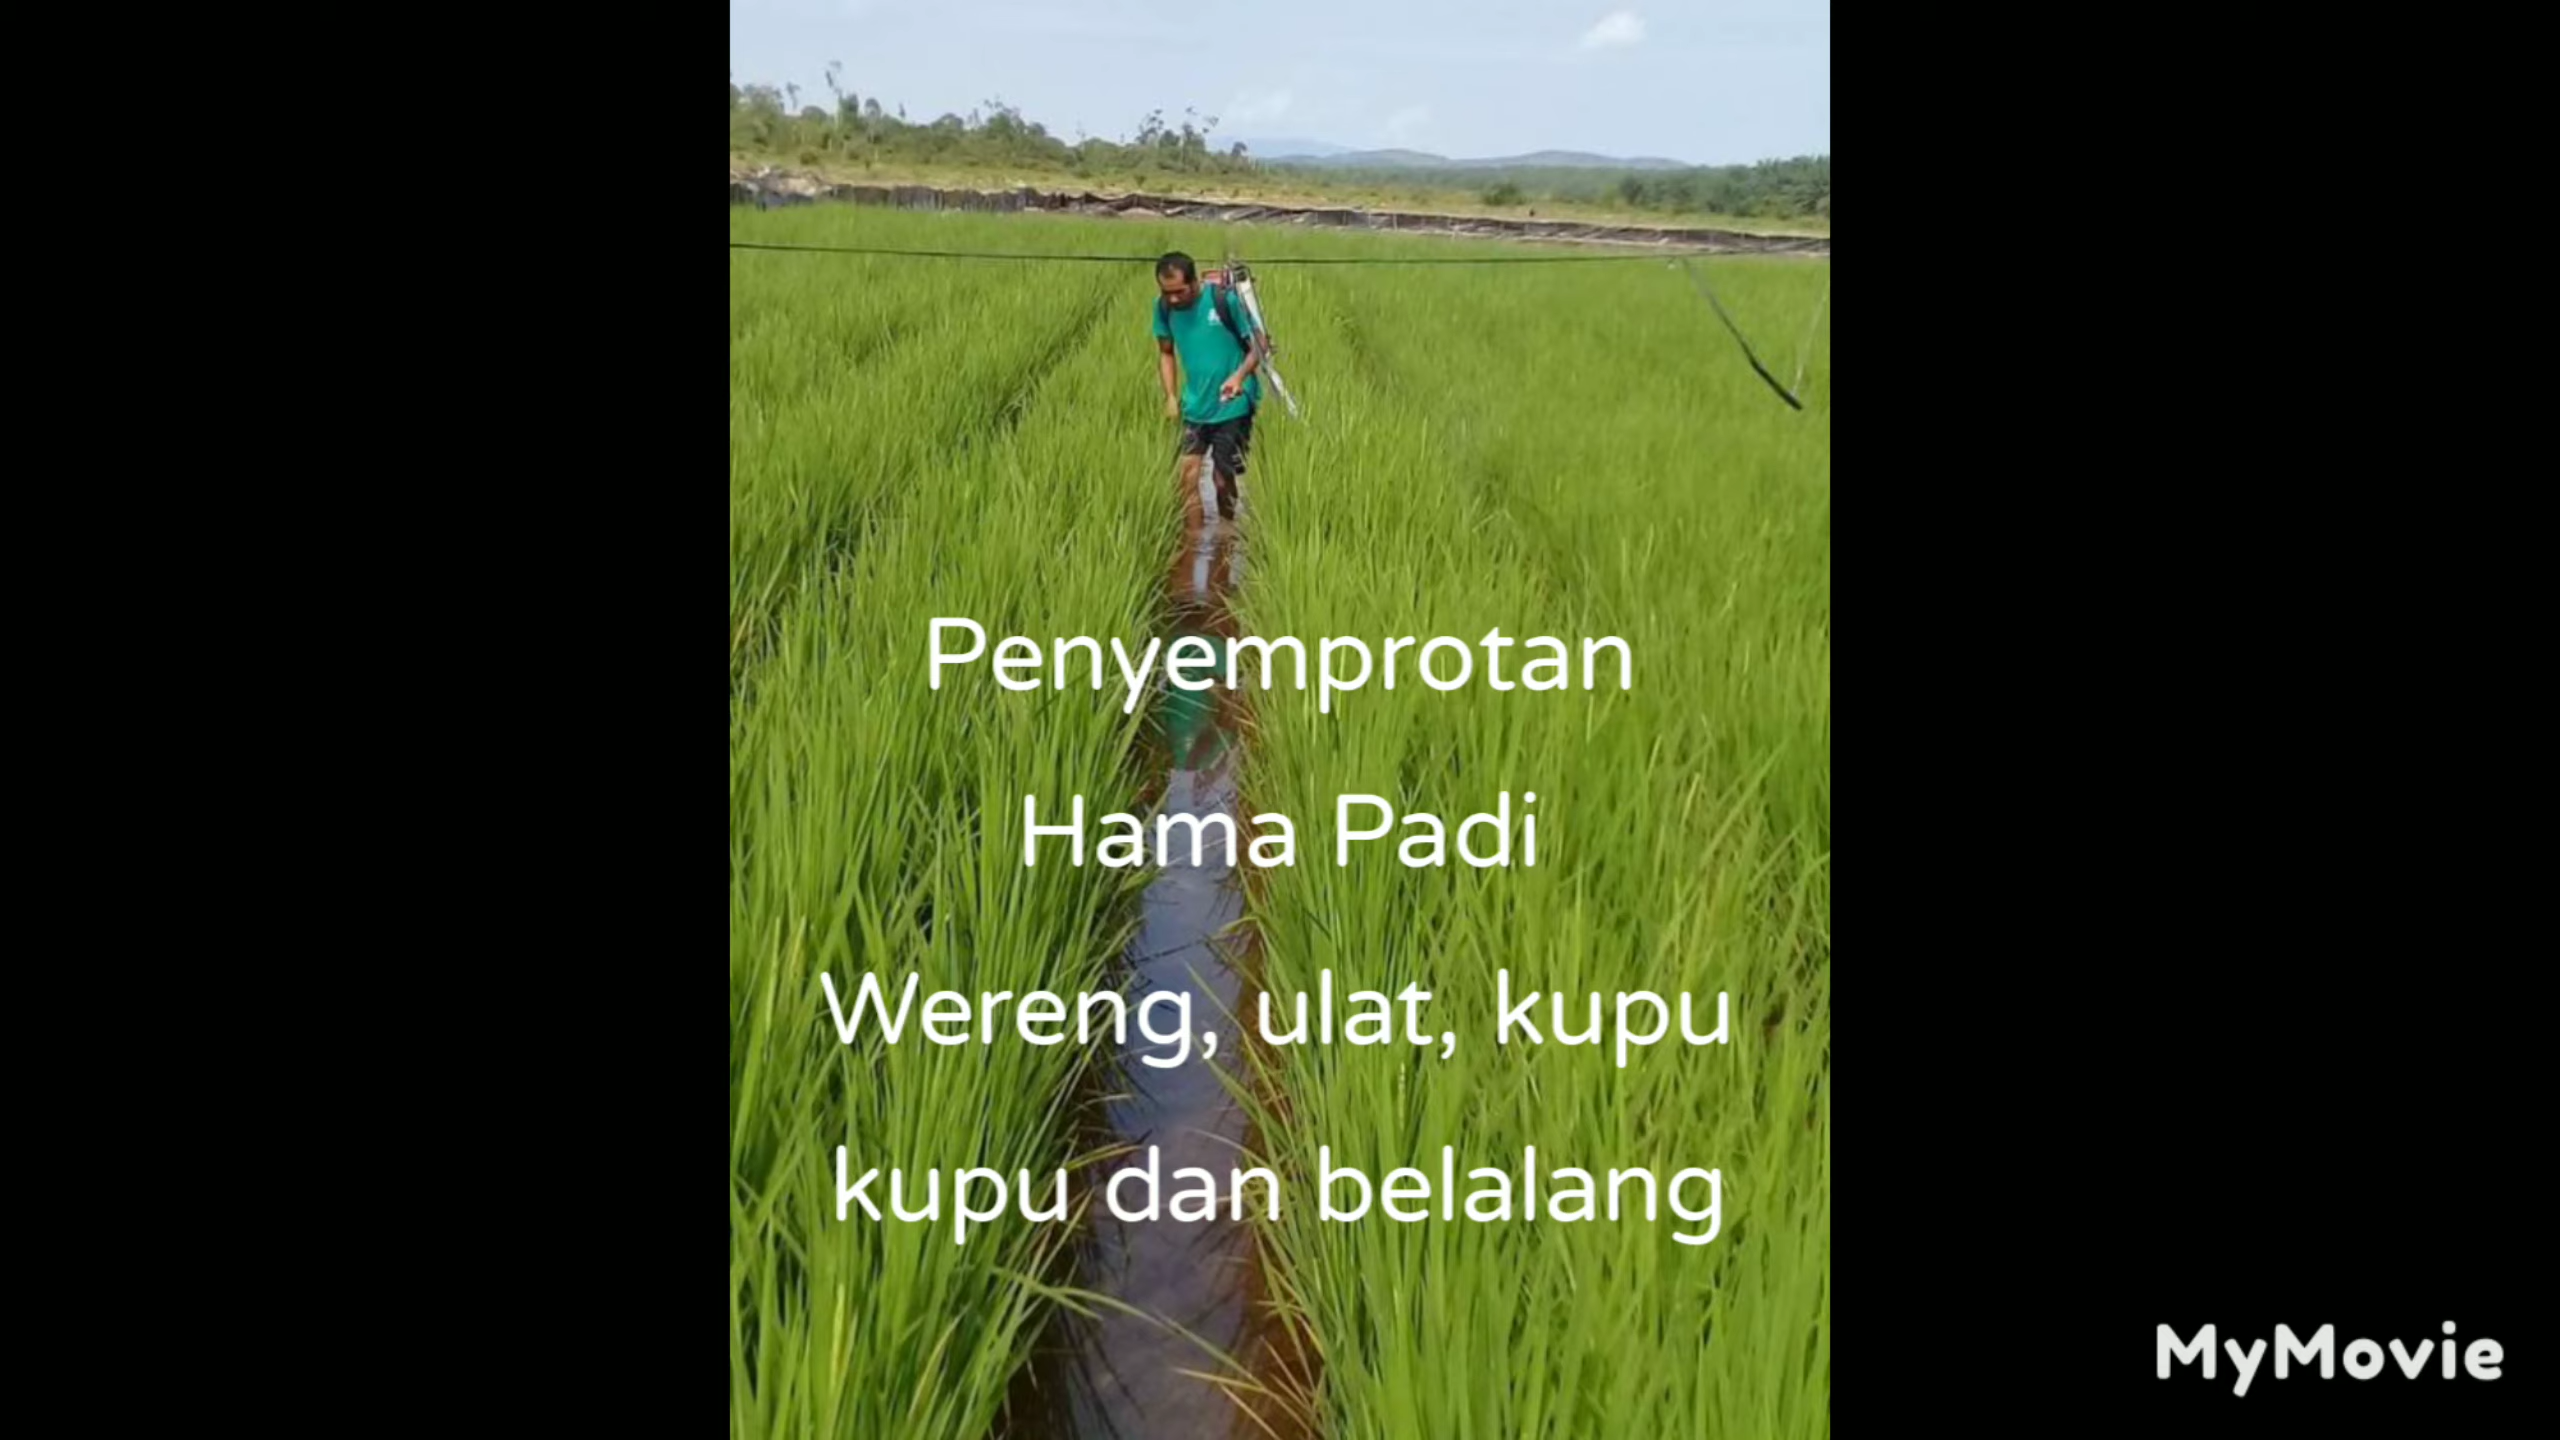 Penyemprotan
Hama Padi
Wereng, ulat, kupu
kupu dan belalang
MyMovie